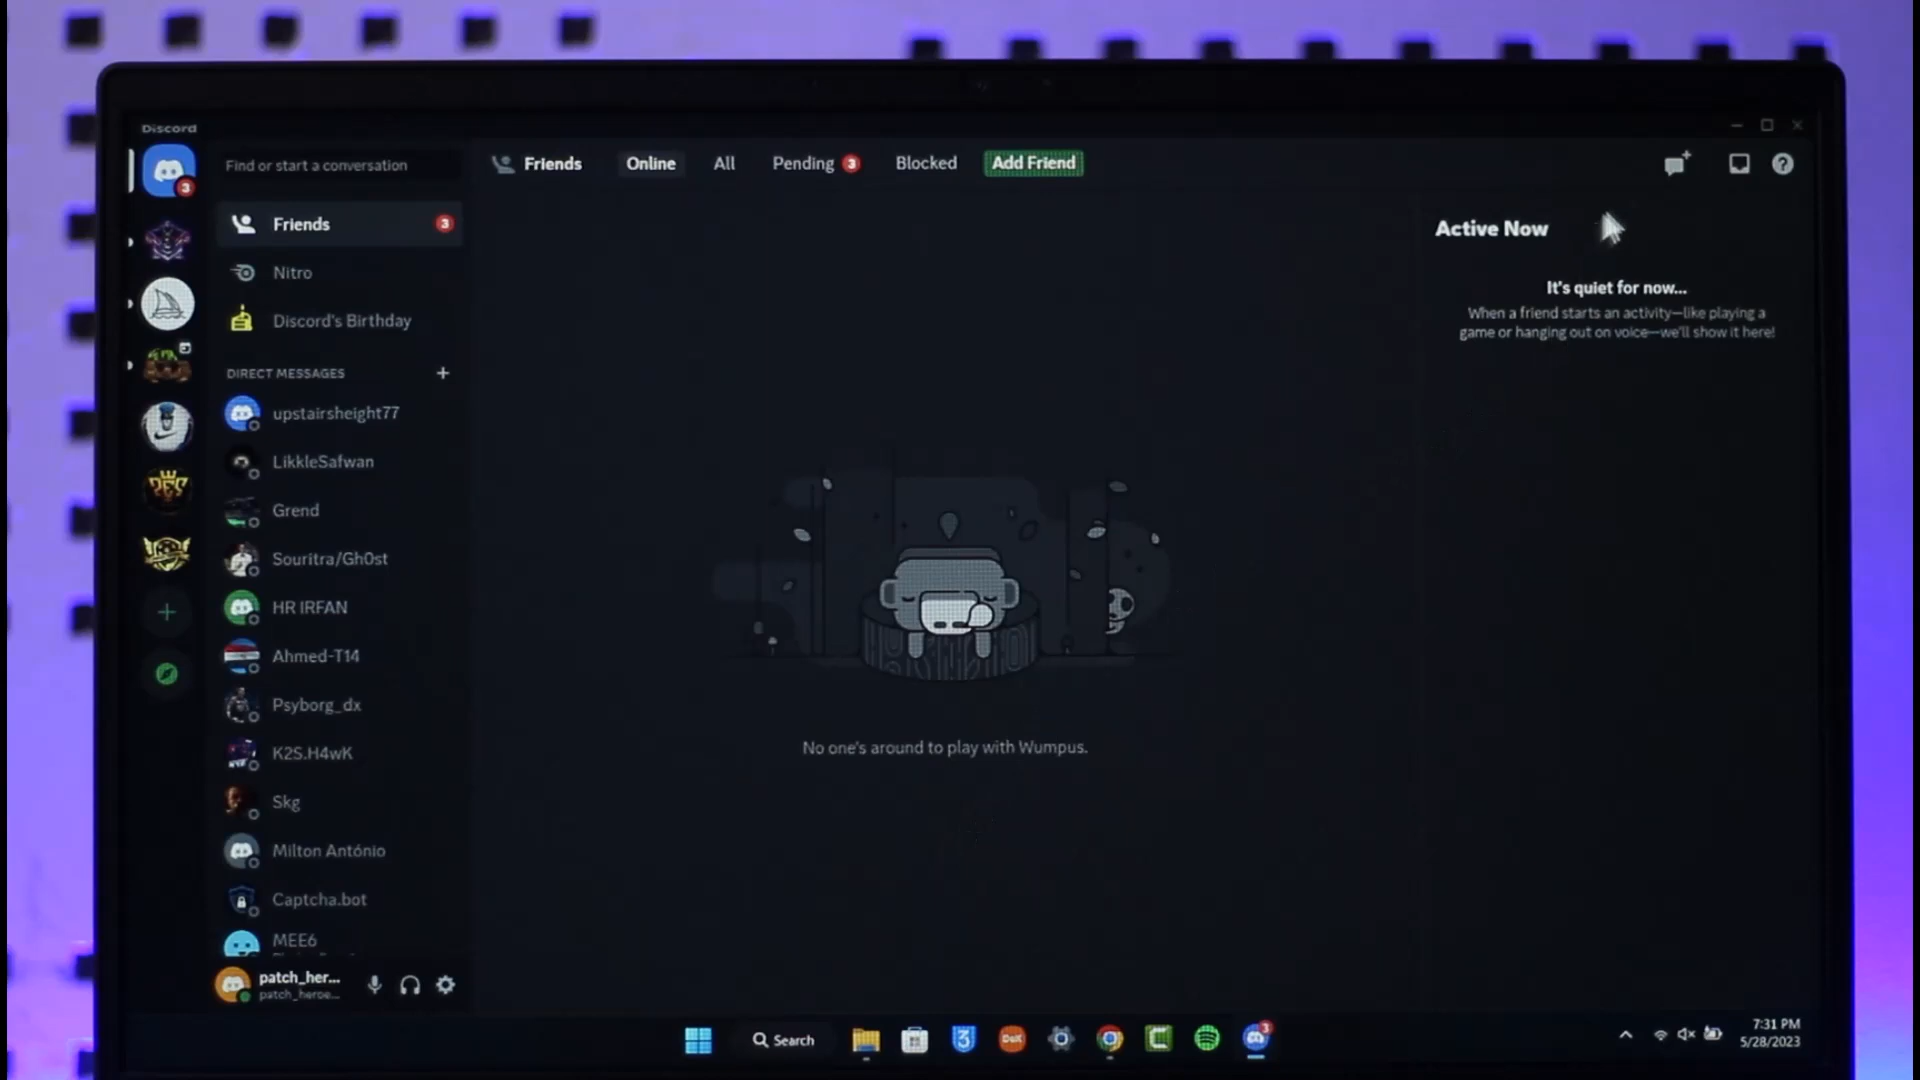 Discord
3
Find or start a conversation
Friends
Online
All
Pending 3
Blocked
Add Friend
Friends 3
Nitro
Discord's Birthday
DIRECT MESSAGES +
upstairsheight77
LikkleSafwan
Grend
Souritra/Gh0st
HR IRFAN
Ahmed-T14
Psyborg_dx
K2S.H4wK
Skg
Milton António
Captcha.bot
MEE6
patch_her...
patch_heroe...
No one's around to play with Wumpus.
Active Now
It's quiet for now...
When a friend starts an activity—like playing a
game or hanging out on voice—we'll show it here!
Search
3
7:31 PM
5/28/2023